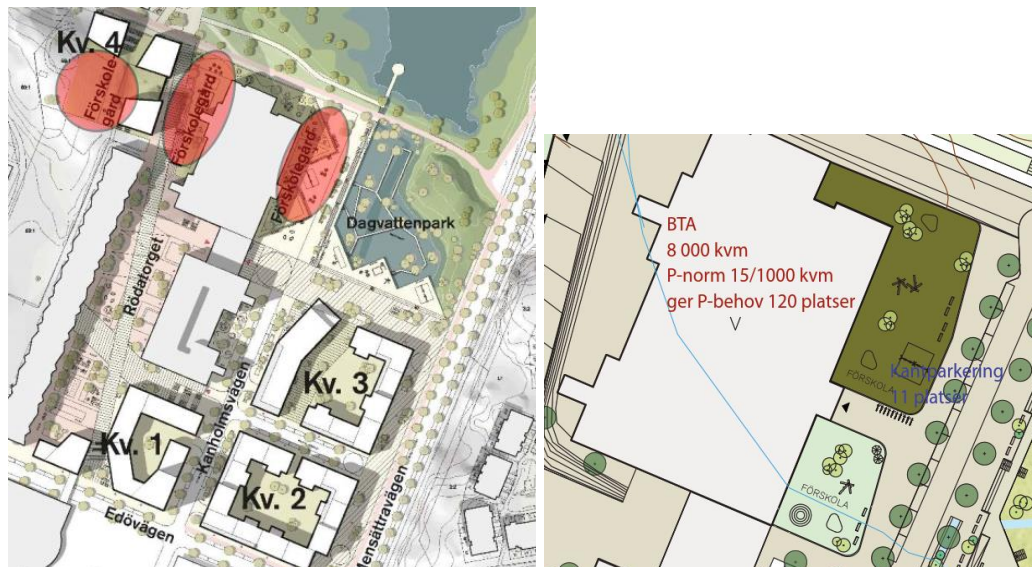 Kv. 4
Förskole-
gård
Förskolegård
Förskolegård
Dagvattenpark
Rödatorget
Kanholmsvägen
Kv. 3
Kv. 1
Kv. 2
Edövägen
Mensättravägen
BTA
8 000 kvm
P-norm 15/1000 kvm
ger P-behov 120 platser
V
FÖRSKOLA
Kamparkering
11 platser
FÖRSKOLA